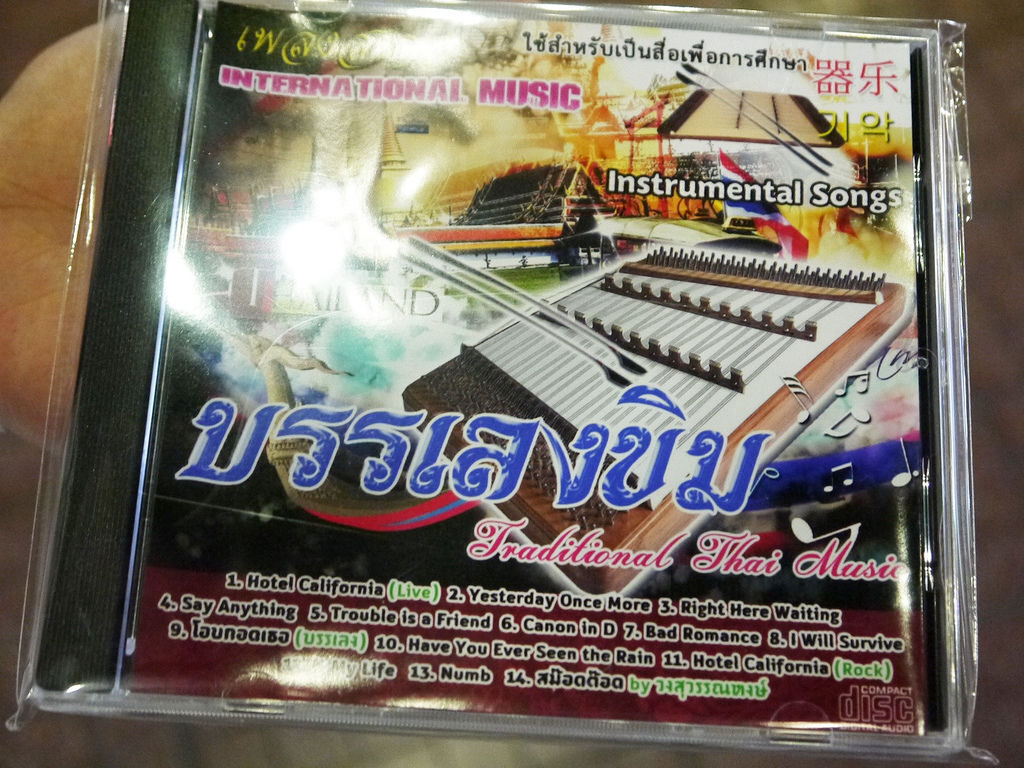 ใช้สำหรับเป็นสื่อเพื่อการศึกษา
INTERNATIONAL MUSIC
器乐
기악
Instrumental Songs
THAILAND
บรรเลงขิม
Traditional Thai Music
1. Hotel California (Live) 2. Yesterday Once More 3. Right Here Waiting
4. Say Anything 5. Trouble is a Friend 6. Canon in D 7. Bad Romance 8. I Will Survive
9. โอบกอดเธอ (บรรเลง) 10. Have You Ever Seen the Rain 11. Hotel California (Rock)
My Life 13. Numb 14. สม๊อดต๊อด by วงสุวรรณหงษ์
COMPACT
disc
DIGITAL AUDIO